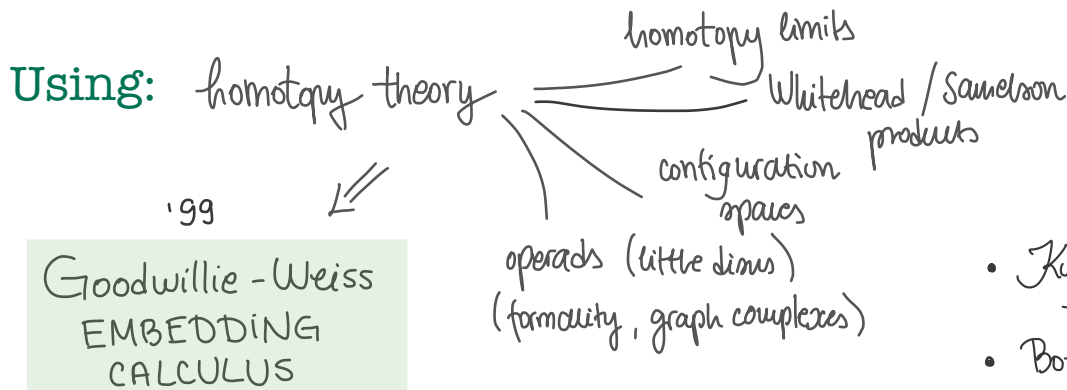 Using: homotopy theory
homotopy limits
Whitehead / Samelson
products
configuration
spaces
operads (little discs)
(formality, graph complexes)
'99
Goodwillie - Weiss
EMBEDDING
CALCULUS